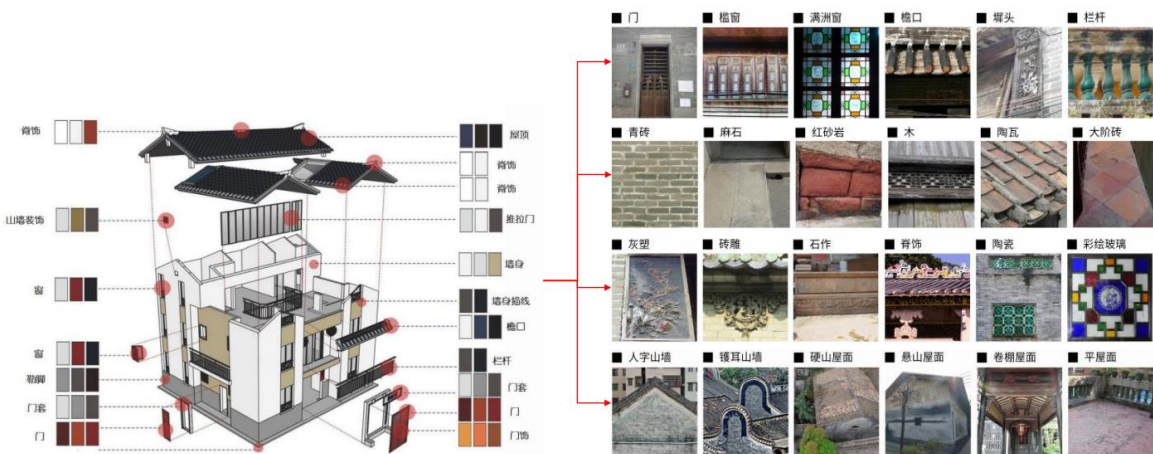 脊饰
山墙装饰
窗
窗
勒脚
门套
门
屋顶
脊饰
脊饰
推拉门
墙身
墙身描线
檐口
栏杆
门套
门
门饰
门 槛窗 满洲窗 檐口 墀头 栏杆
青砖 麻石 红砂岩 木 陶瓦 大阶砖
灰塑 砖雕 石作 脊饰 陶瓷 彩绘玻璃
人字山墙 镬耳山墙 硬山屋面 悬山屋面 卷棚屋面 平屋面